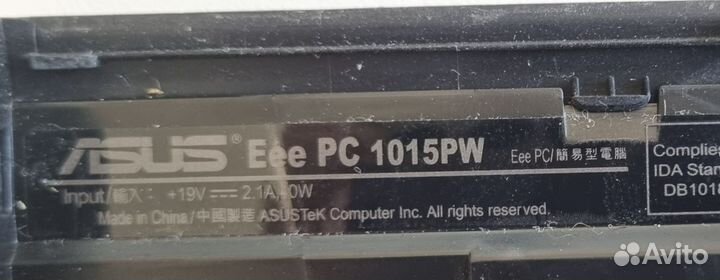 ASUS® Eee PC 1015PW Eee PC/簡易型電腦
Input/輸入: +19V⎓2.1A,40W
Made in China/中國製造 ASUSTeK Computer Inc. All rights reserved.
Complies
IDA Stan
DB1018
Avito